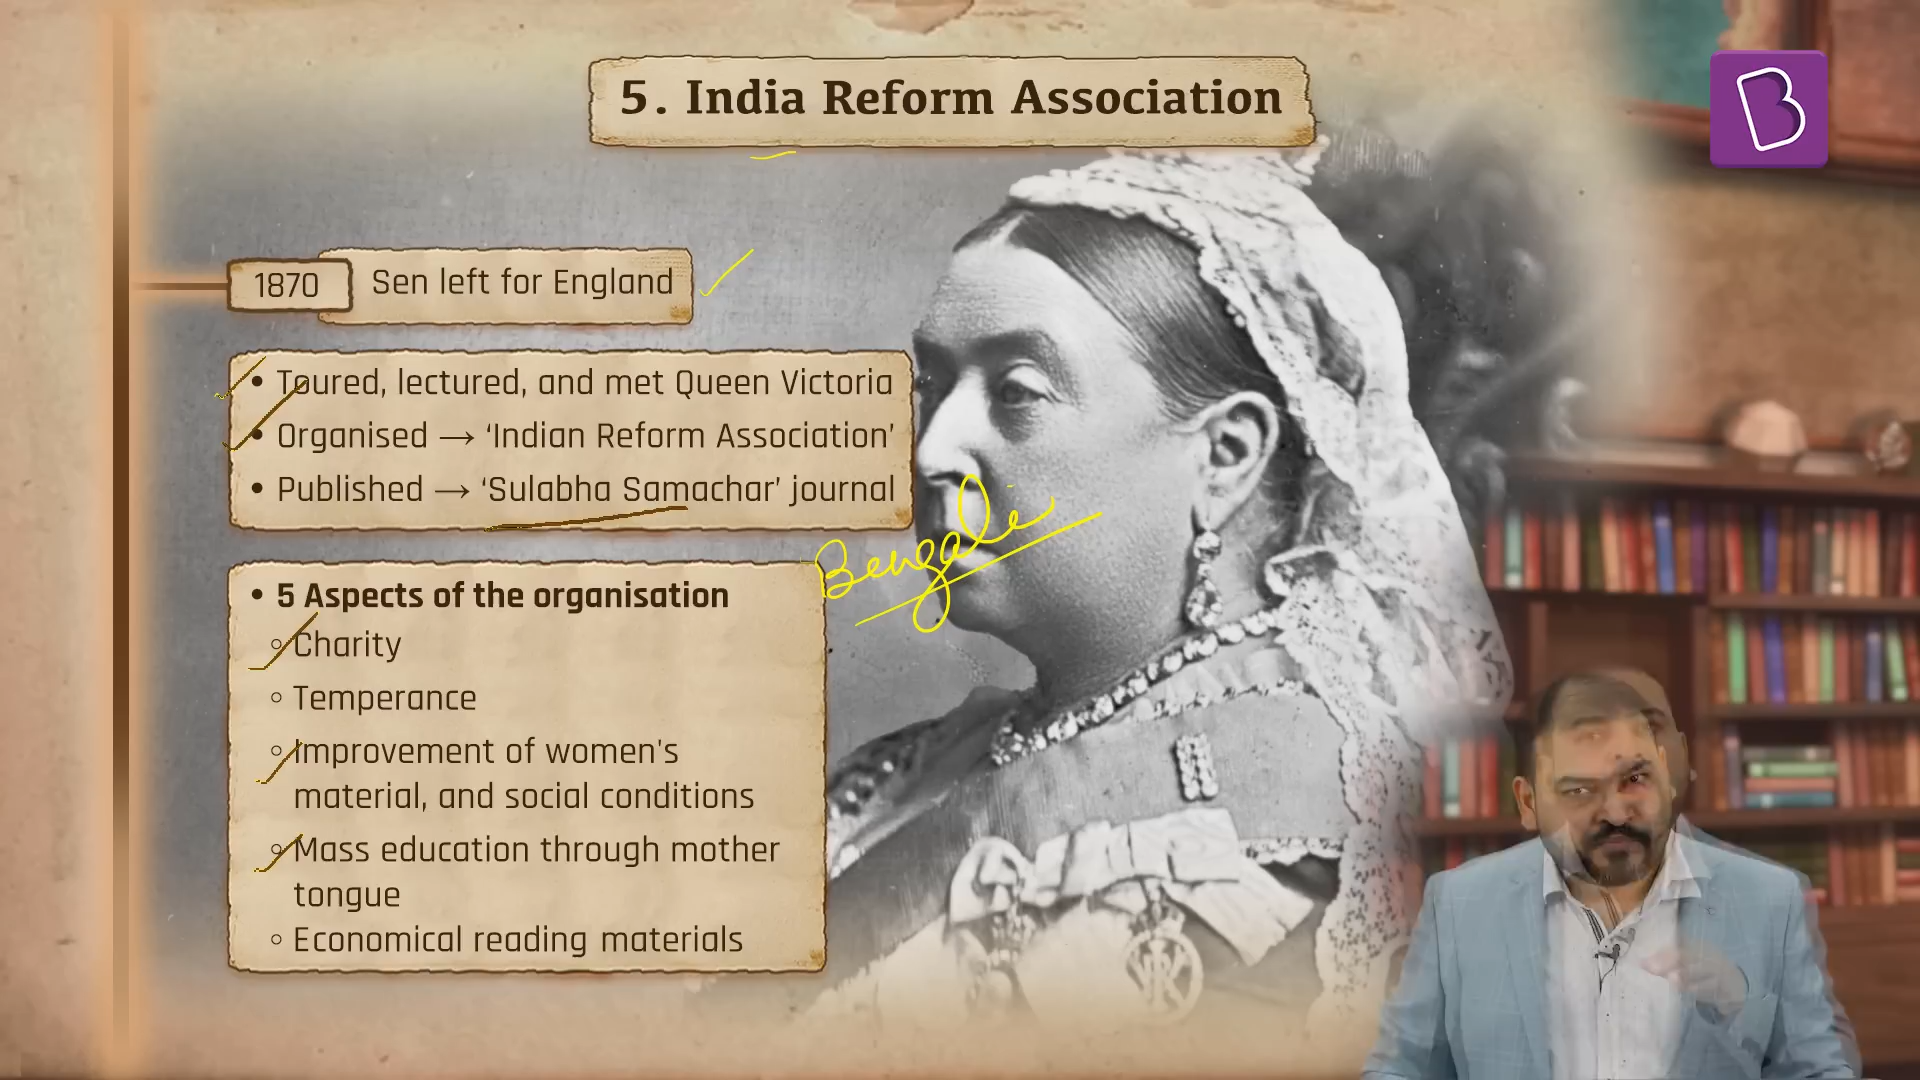 5. India Reform Association
1870 Sen left for England
• Toured, lectured, and met Queen Victoria
• Organised → ‘Indian Reform Association’
• Published → ‘Sulabha Samachar’ journal
Bengali
• 5 Aspects of the organisation
◦ Charity
◦ Temperance
◦ Improvement of women's
material, and social conditions
◦ Mass education through mother
tongue
◦ Economical reading materials